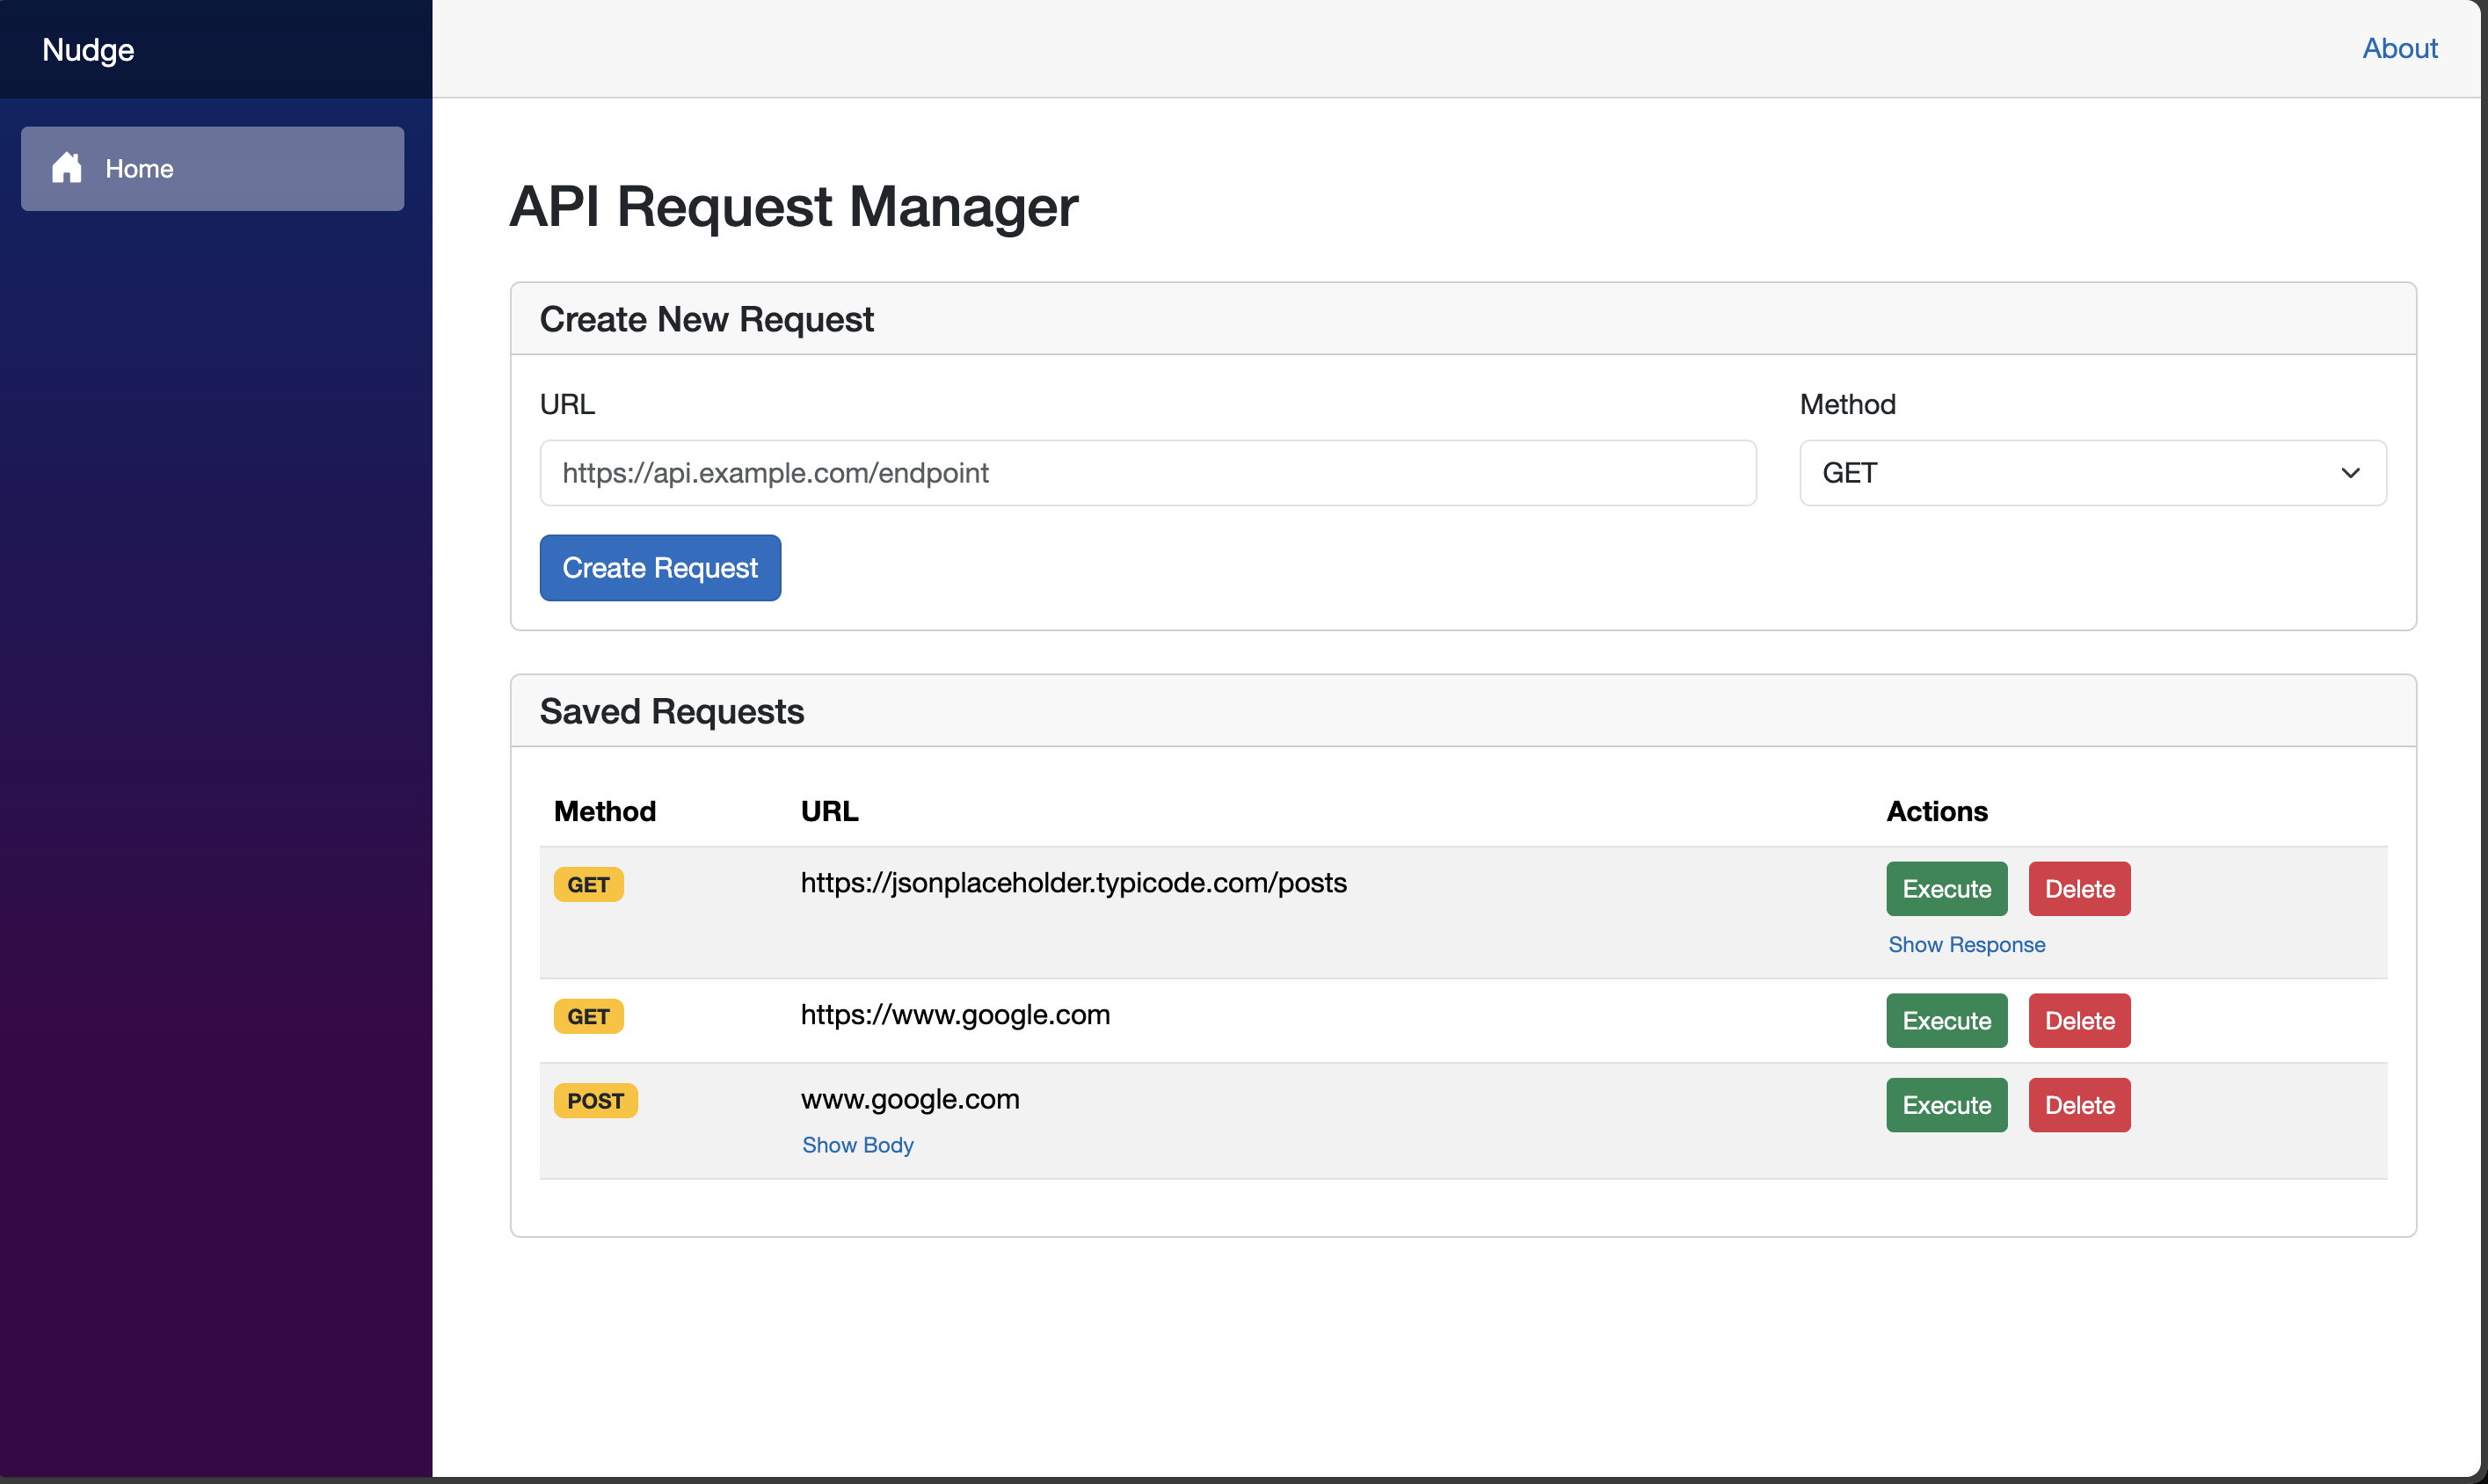 Nudge
About
Home
API Request Manager
Create New Request
URL Method
https://api.example.com/endpoint GET
Create Request
Saved Requests
Method URL Actions
GET https://jsonplaceholder.typicode.com/posts Execute Delete
Show Response
GET https://www.google.com Execute Delete
POST www.google.com Execute Delete
Show Body